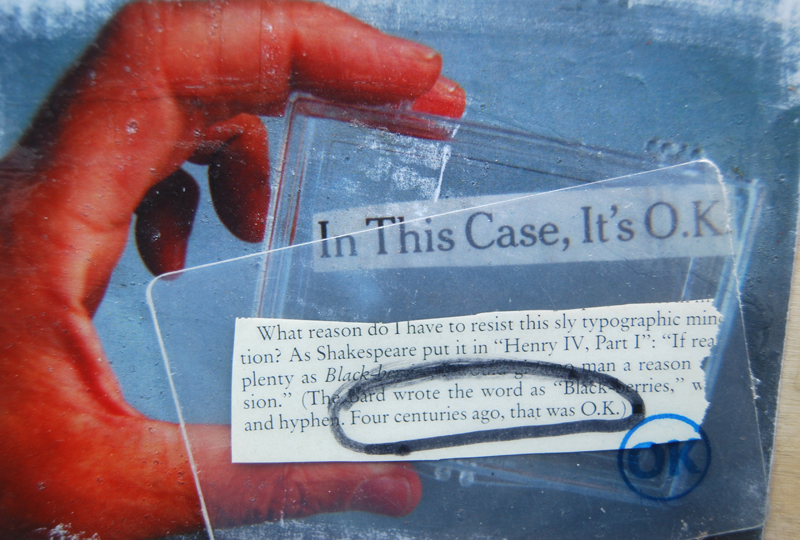 In This Case, It's O.K.
What reason do I have to resist this sly typographic
tion? As Shakespeare put it in “Henry IV, Part I”: “If
plenty as Black- a man a reason
sion.” (The Bard wrote the word as “Black-berries,”
and hyphen. Four centuries ago, that was O.K.)
OK